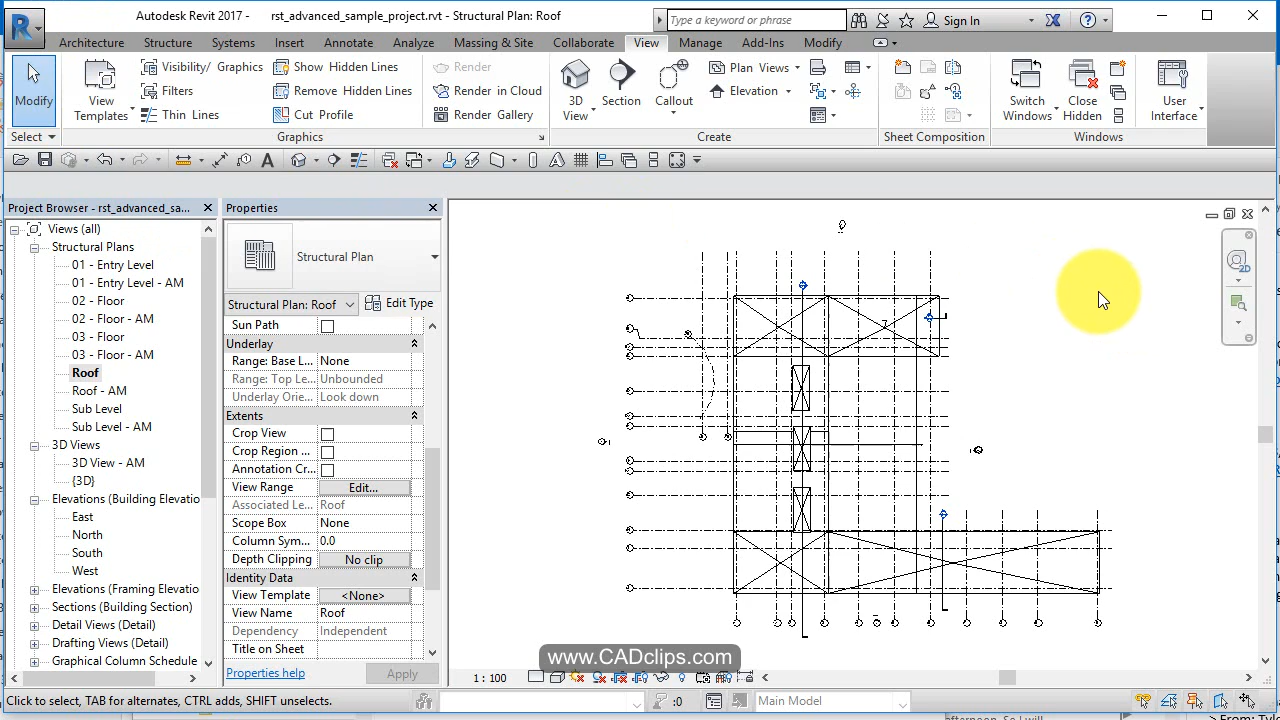 Autodesk Revit 2017 - rst_advanced_sample_project.rvt - Structural Plan: Roof
Type a keyword or phrase
Sign In
Architecture Structure Systems Insert Annotate Analyze Massing & Site Collaborate View Manage Add-Ins Modify
Modify
View Templates
Visibility/ Graphics
Filters
Thin Lines
Show Hidden Lines
Remove Hidden Lines
Cut Profile
Render
Render in Cloud
Render Gallery
3D View
Section
Callout
Plan Views
Elevation
Switch Windows
Close Hidden
User Interface
Select Graphics Create Sheet Composition Windows
Project Browser - rst_advanced_sa...
Views (all)
Structural Plans
01 - Entry Level
01 - Entry Level - AM
02 - Floor
02 - Floor - AM
03 - Floor
03 - Floor - AM
Roof
Roof - AM
Sub Level
Sub Level - AM
3D Views
3D View - AM
{3D}
Elevations (Building Elevatio
East
North
South
West
Elevations (Framing Elevatio
Sections (Building Section)
Detail Views (Detail)
Drafting Views (Detail)
Graphical Column Schedule
Properties
Structural Plan
Structural Plan: Roof
Edit Type
Sun Path
Underlay
Range: Base L... None
Range: Top Le... Unbounded
Underlay Orie... Look down
Extents
Crop View
Crop Region ...
Annotation Cr...
View Range Edit...
Associated Le... Roof
Scope Box None
Column Sym... 0.0
Depth Clipping No clip
Identity Data
View Template <None>
View Name Roof
Dependency Independent
Title on Sheet
Properties help
Apply
2D
www.CADclips.com
1 : 100
Click to select, TAB for alternates, CTRL adds, SHIFT unselects.
:0
Main Model